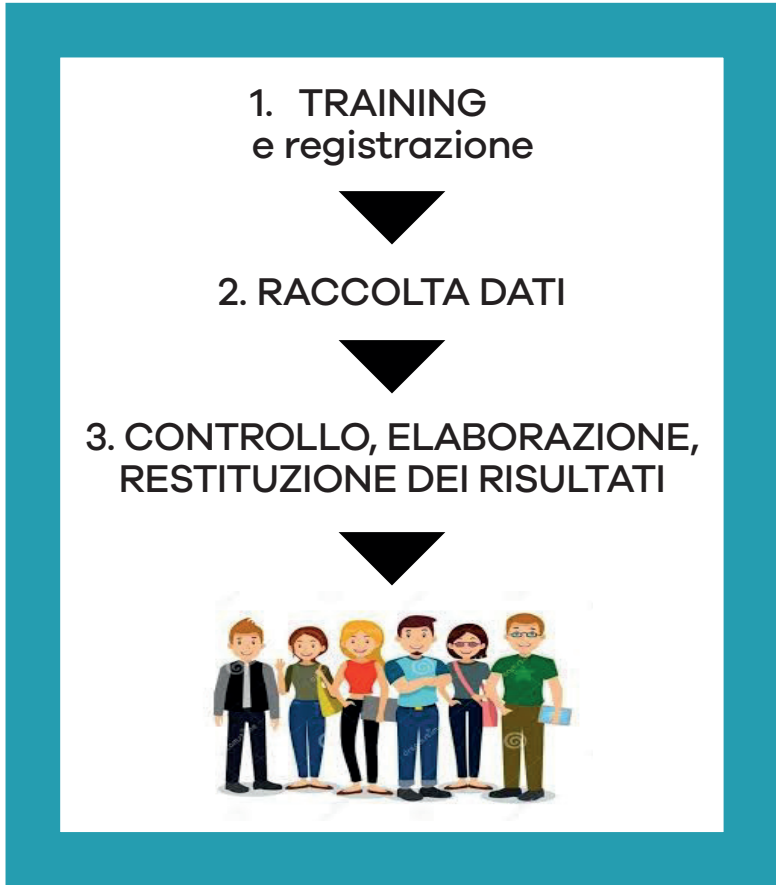 1. TRAINING
e registrazione
2. RACCOLTA DATI
3. CONTROLLO, ELABORAZIONE,
RESTITUZIONE DEI RISULTATI